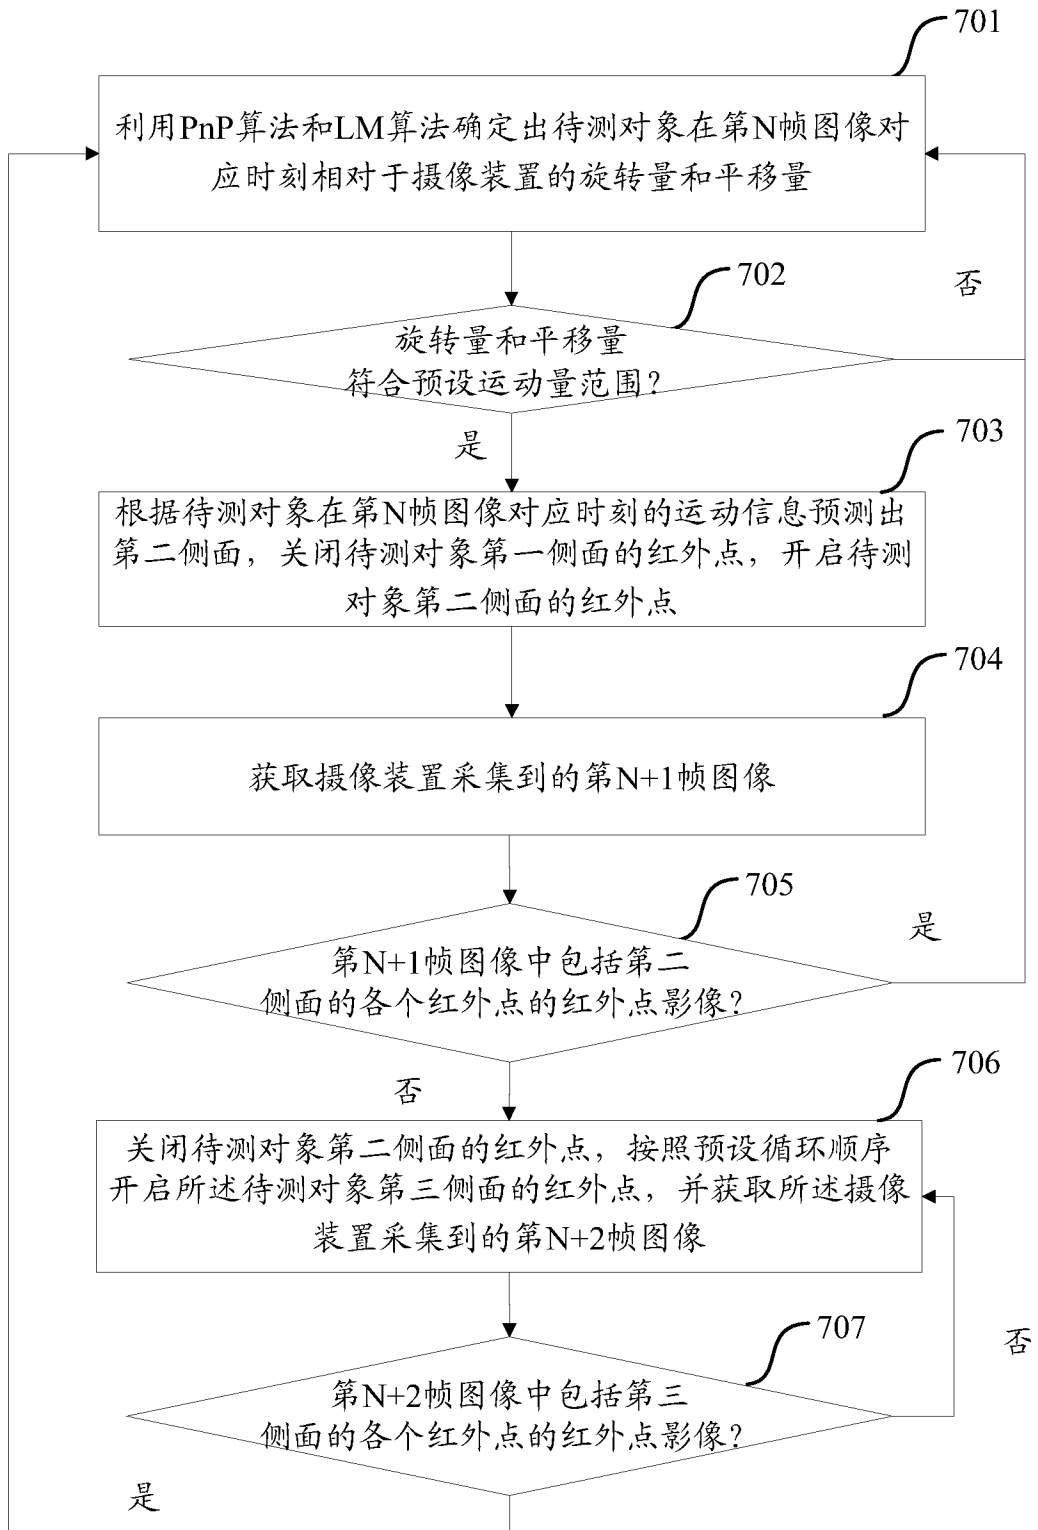 701
利用PnP算法和LM算法确定出待测对象在第N帧图像对
应时刻相对于摄像装置的旋转量和平移量
702
否
旋转量和平移量
符合预设运动量范围?
是
703
根据待测对象在第N帧图像对应时刻的运动信息预测出
第二侧面，关闭待测对象第一侧面的红外点，开启待测
对象第二侧面的红外点
704
获取摄像装置采集到的第N+1帧图像
705
是
第N+1帧图像中包括第二
侧面的各个红外点的红外点影像?
否
706
关闭待测对象第二侧面的红外点，按照预设循环顺序
开启所述待测对象第三侧面的红外点，并获取所述摄像
装置采集到的第N+2帧图像
707
否
第N+2帧图像中包括第三
侧面的各个红外点的红外点影像?
是